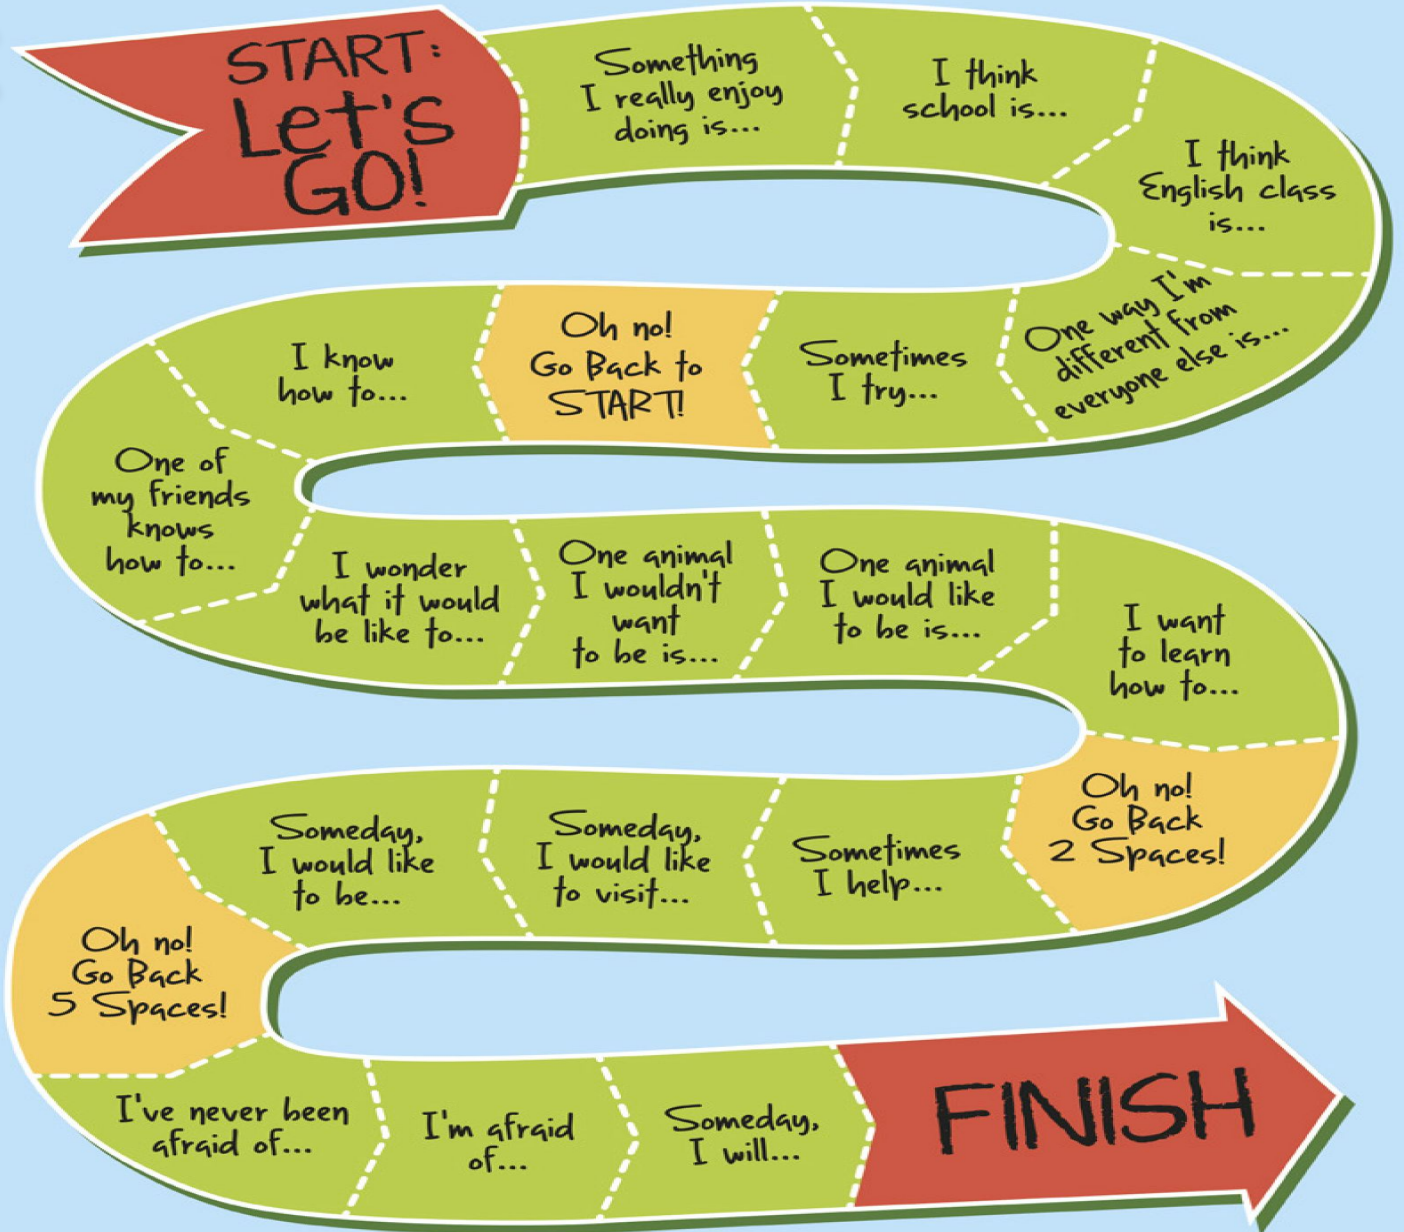 START:
Let's
GO!
Something
I really enjoy
doing is...
I think
school is...
I think
English class
is...
One way I'm
different from
everyone else is...
Sometimes
I try...
Oh no!
Go Back to
START!
I know
how to...
One of
my friends
knows
how to...
I wonder
what it would
be like to...
One animal
I wouldn't
want
to be is...
One animal
I would like
to be is...
I want
to learn
how to...
Oh no!
Go Back
2 Spaces!
Sometimes
I help...
Someday,
I would like
to visit...
Someday,
I would like
to be...
Oh no!
Go Back
5 Spaces!
I've never been
afraid of...
I'm afraid
of...
Someday,
I will...
FINISH